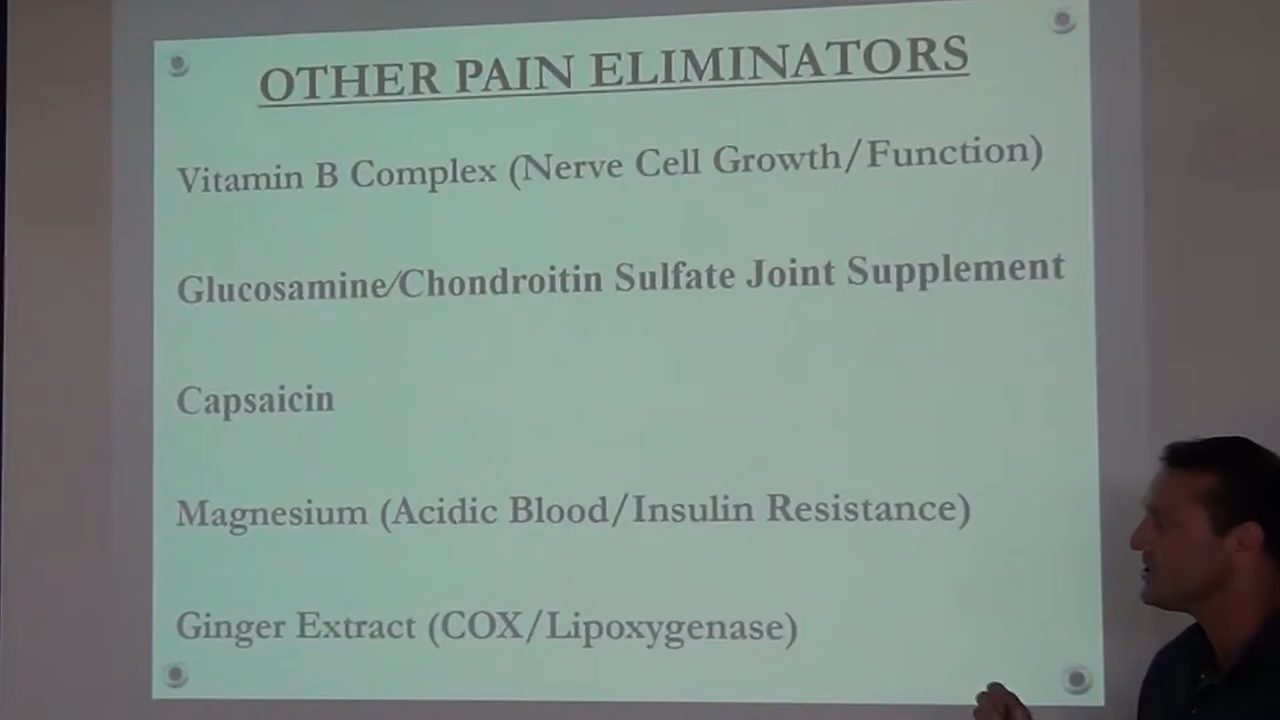 OTHER PAIN ELIMINATORS
Vitamin B Complex (Nerve Cell Growth/Function)
Glucosamine/Chondroitin Sulfate Joint Supplement
Capsaicin
Magnesium (Acidic Blood/Insulin Resistance)
Ginger Extract (COX/Lipoxygenase)